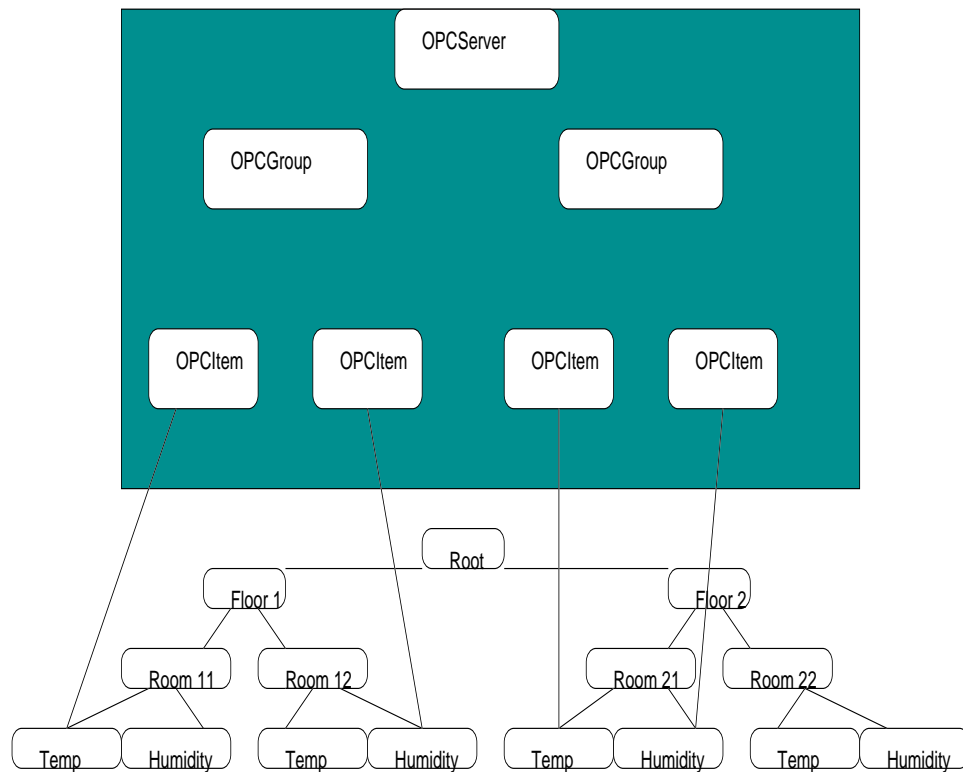 OPCServer
OPCGroup
OPCGroup
OPCItem
OPCItem
OPCItem
OPCItem
Root
Floor 1
Floor 2
Room 11
Room 12
Room 21
Room 22
Temp
Humidity
Temp
Humidity
Temp
Humidity
Temp
Humidity